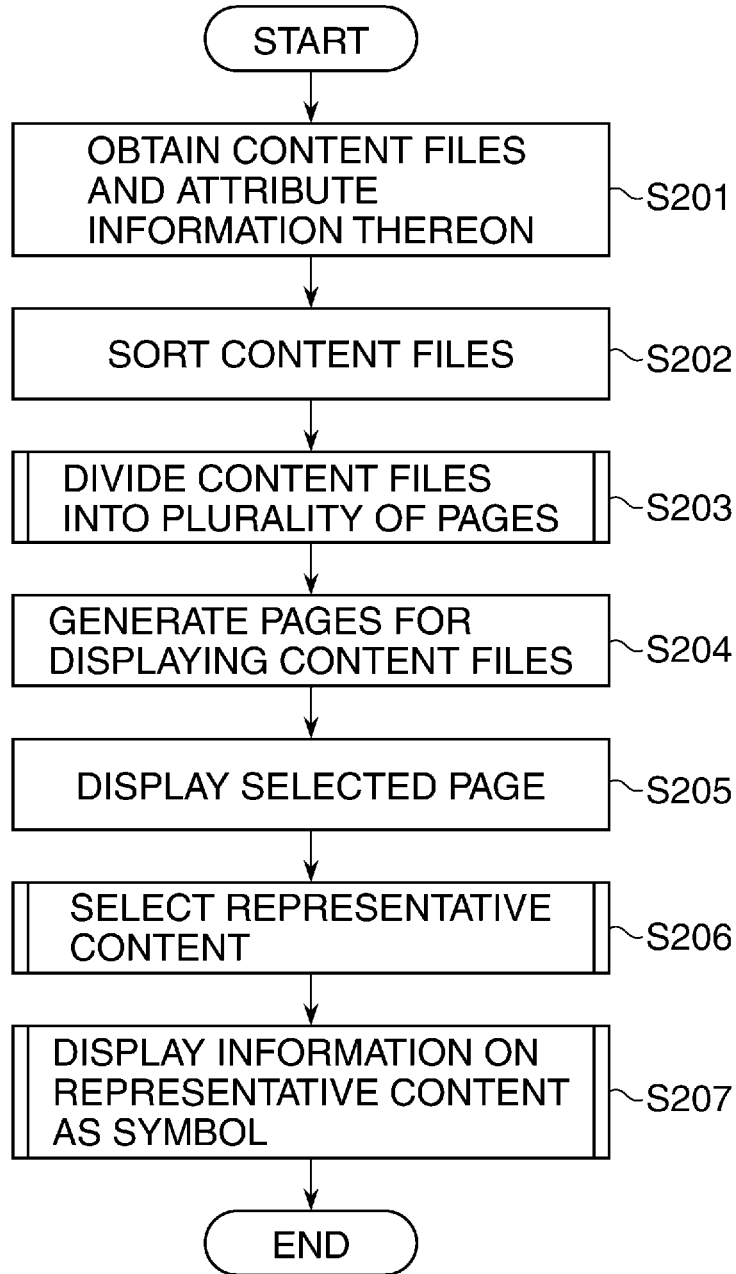 START
OBTAIN CONTENT FILES
AND ATTRIBUTE
INFORMATION THEREON
S201
SORT CONTENT FILES
S202
DIVIDE CONTENT FILES
INTO PLURALITY OF PAGES
S203
GENERATE PAGES FOR
DISPLAYING CONTENT FILES
S204
DISPLAY SELECTED PAGE
S205
SELECT REPRESENTATIVE
CONTENT
S206
DISPLAY INFORMATION ON
REPRESENTATIVE CONTENT
AS SYMBOL
S207
END